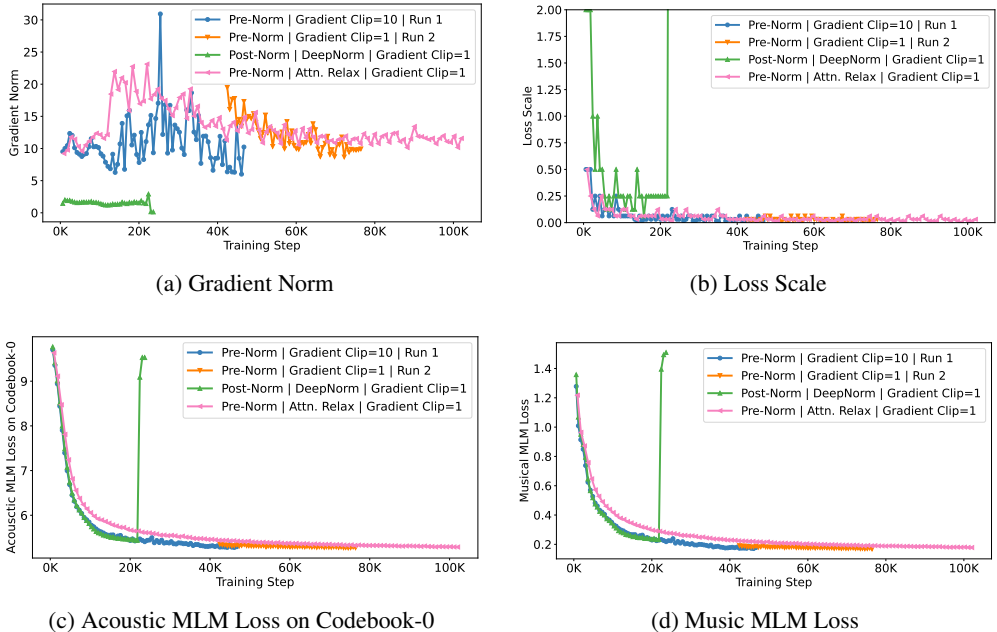 Pre-Norm | Gradient Clip=10 | Run 1
Pre-Norm | Gradient Clip=1 | Run 2
Post-Norm | DeepNorm | Gradient Clip=1
Pre-Norm | Attn. Relax | Gradient Clip=1
30
25
20
15
10
5
0
Gradient Norm
0K 20K 40K 60K 80K 100K
Training Step
(a) Gradient Norm
Pre-Norm | Gradient Clip=10 | Run 1
Pre-Norm | Gradient Clip=1 | Run 2
Post-Norm | DeepNorm | Gradient Clip=1
Pre-Norm | Attn. Relax | Gradient Clip=1
2.00
1.75
1.50
1.25
1.00
0.75
0.50
0.25
0.00
Loss Scale
0K 20K 40K 60K 80K 100K
Training Step
(b) Loss Scale
Pre-Norm | Gradient Clip=10 | Run 1
Pre-Norm | Gradient Clip=1 | Run 2
Post-Norm | DeepNorm | Gradient Clip=1
Pre-Norm | Attn. Relax | Gradient Clip=1
9
8
7
6
Acousctic MLM Loss on Codebook-0
0K 20K 40K 60K 80K 100K
Training Step
(c) Acoustic MLM Loss on Codebook-0
Pre-Norm | Gradient Clip=10 | Run 1
Pre-Norm | Gradient Clip=1 | Run 2
Post-Norm | DeepNorm | Gradient Clip=1
Pre-Norm | Attn. Relax | Gradient Clip=1
1.4
1.2
1.0
0.8
0.6
0.4
0.2
Musical MLM Loss
0K 20K 40K 60K 80K 100K
Training Step
(d) Music MLM Loss